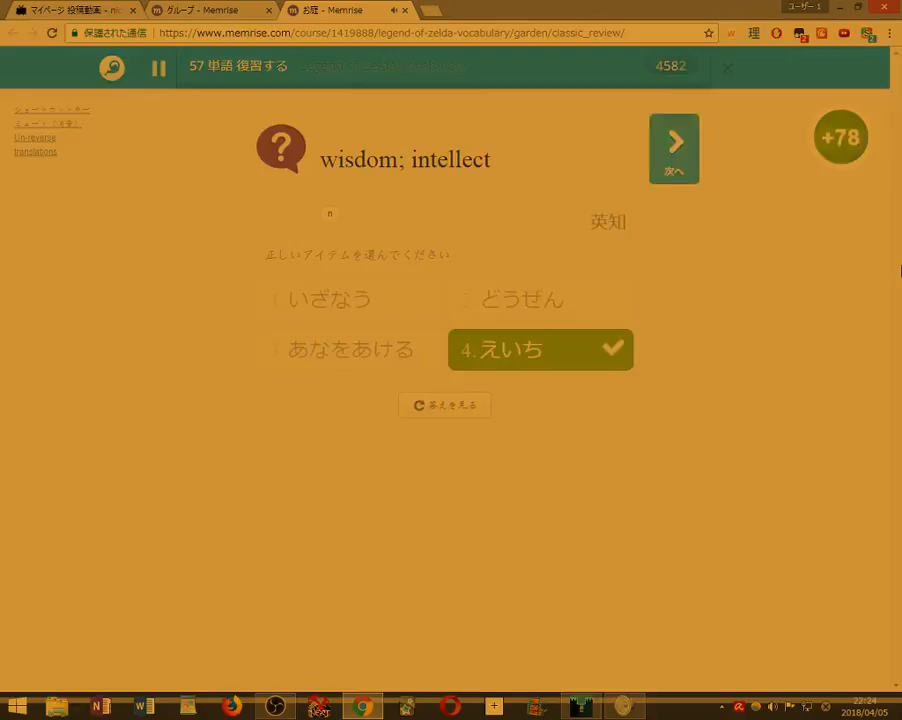 マイページ 投稿動画 - nic
グループ - Memrise
お庭 - Memrise
ユーザー 1
保護された通信
https://www.memrise.com/course/1419888/legend-of-zelda-vocabulary/garden/classic_review/
57 単語 復習する
4582
ミュート
Un-reverse
translations
wisdom; intellect
次へ
+78
n
英知
正しいアイテムを選んでください
いざなう
どうぜん
あなをあける
4. えいち
答えを見る
22:24
2018/04/05